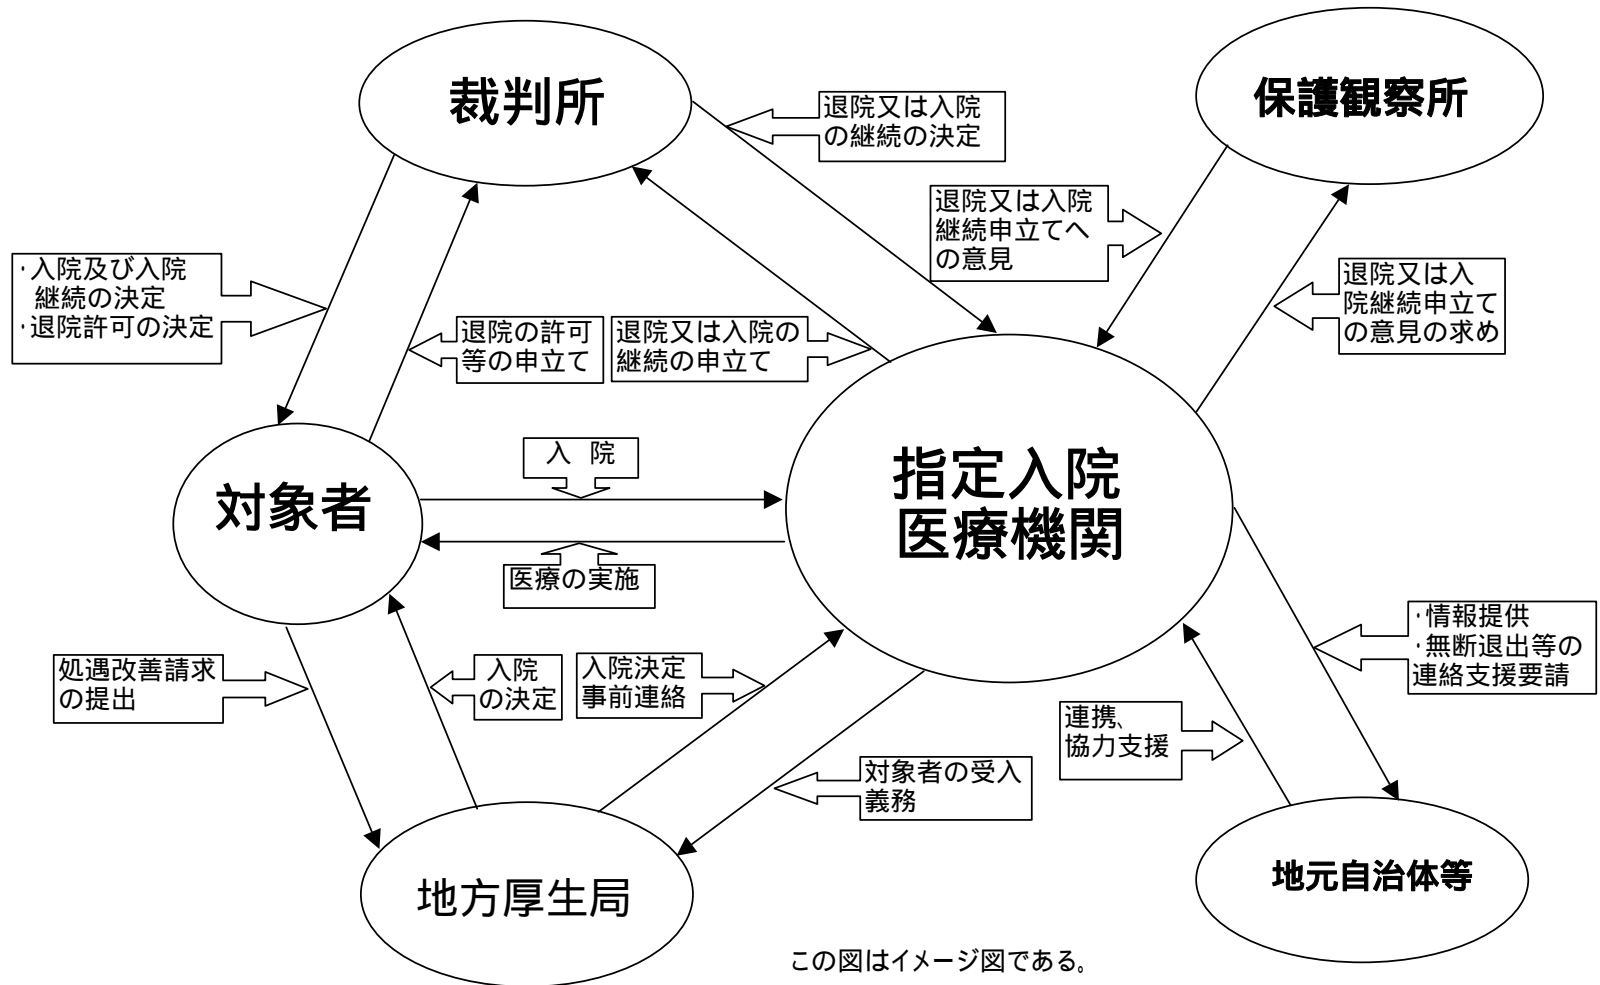 裁判所
保護観察所
退院又は入院
の継続の決定
退院又は入院
継続申立てへ
の意見
・入院及び入院
継続の決定
・退院許可の決定
退院又は入
院継続申立て
の意見の求め
退院の許可
等の申立て
退院又は入院の
継続の申立て
入 院
対象者
指定入院
医療機関
医療の実施
・情報提供
・無断退出等の
連絡支援要請
処遇改善請求
の提出
入院
の決定
入院決定
事前連絡
連携、
協力支援
対象者の受入
義務
地方厚生局
地元自治体等
この図はイメージ図である。